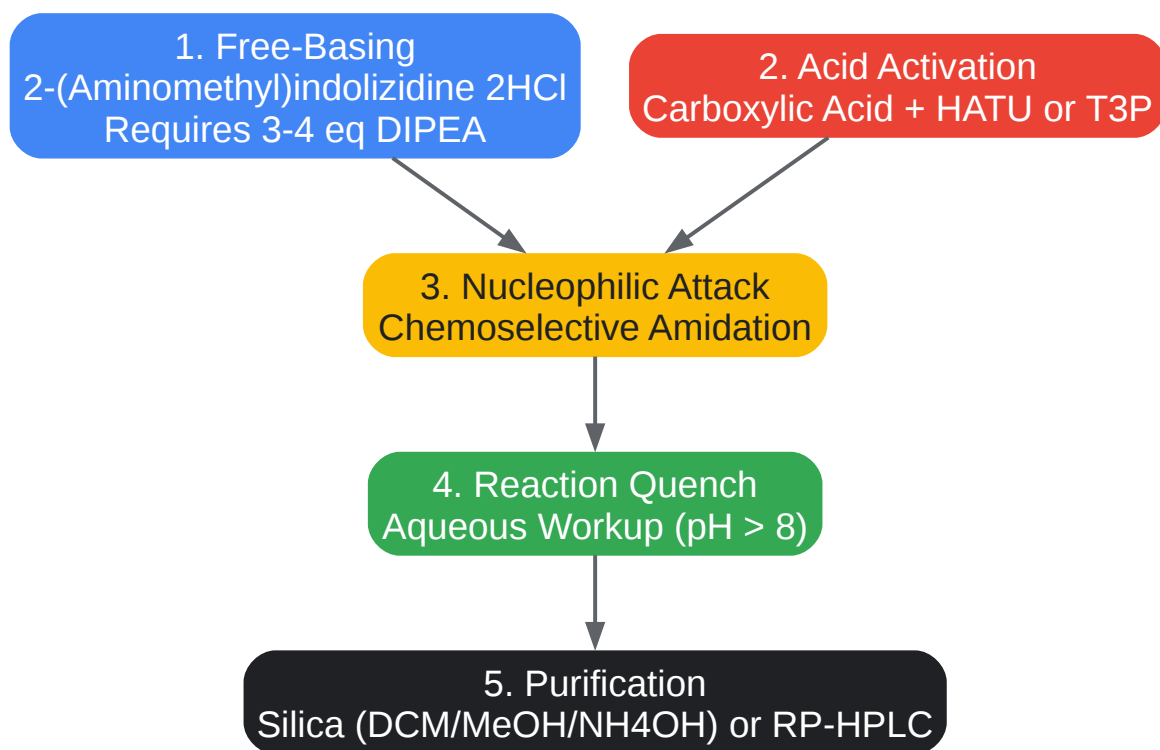 1. Free-Basing
2-(Aminomethyl)indolizidine 2HCl
Requires 3-4 eq DIPEA
2. Acid Activation
Carboxylic Acid + HATU or T3P
3. Nucleophilic Attack
Chemoselective Amidation
4. Reaction Quench
Aqueous Workup (pH > 8)
5. Purification
Silica (DCM/MeOH/NH4OH) or RP-HPLC